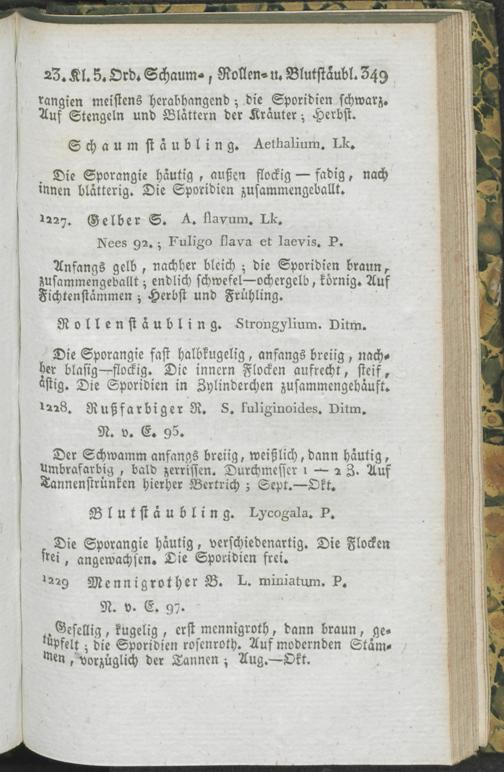 23. Kl. 5. Ord. Schaum-, Rollen- u. Blutstäubl. 349
rangien meistens herabhangend; die Sporidien schwarz.
Auf Stengeln und Blättern der Kräuter; Herbst.
Schaumstäubling. Aethalium. Lk.
Die Sporangie häutig, außen flockig — fadig, nach
innen blätterig. Die Sporidien zusammengeballt.
1227. Gelber S. A. flavum. Lk.
Nees 92.; Fuligo flava et laevis. P.
Anfangs gelb, nachher bleich; die Sporidien braun,
zusammengeballt; endlich schwefel—ochergelb, körnig. Auf
Fichtenstämmen; Herbst und Frühling.
Rollenstäubling. Strongylium. Ditm.
Die Sporangie fast halbkugelig, anfangs breiig, nach-
her blasig—flockig. Die innern Flocken aufrecht, steif,
ästig. Die Sporidien in Zylinderchen zusammengehäuft.
1228. Rußfarbiger R. S. fuliginoides. Ditm.
N. v. E. 95.
Der Schwamm anfangs breiig, weißlich, dann häutig,
umbrafarbig, bald zerrissen. Durchmesser 1 — 2 Z. Auf
Tannenstrünken hierher Bertrich; Sept.—Okt.
Blutstäubling. Lycogala. P.
Die Sporangie häutig, verschiedenartig. Die Flocken
frei, angewachsen. Die Sporidien frei.
1229 Mennigrother B. L. miniatum. P.
N. v. E. 97.
Gesellig, kugelig, erst mennigroth, dann braun, ge-
tüpfelt; die Sporidien rosenroth. Auf modernden Stäm-
men, vorzüglich der Tannen; Aug.—Okt.